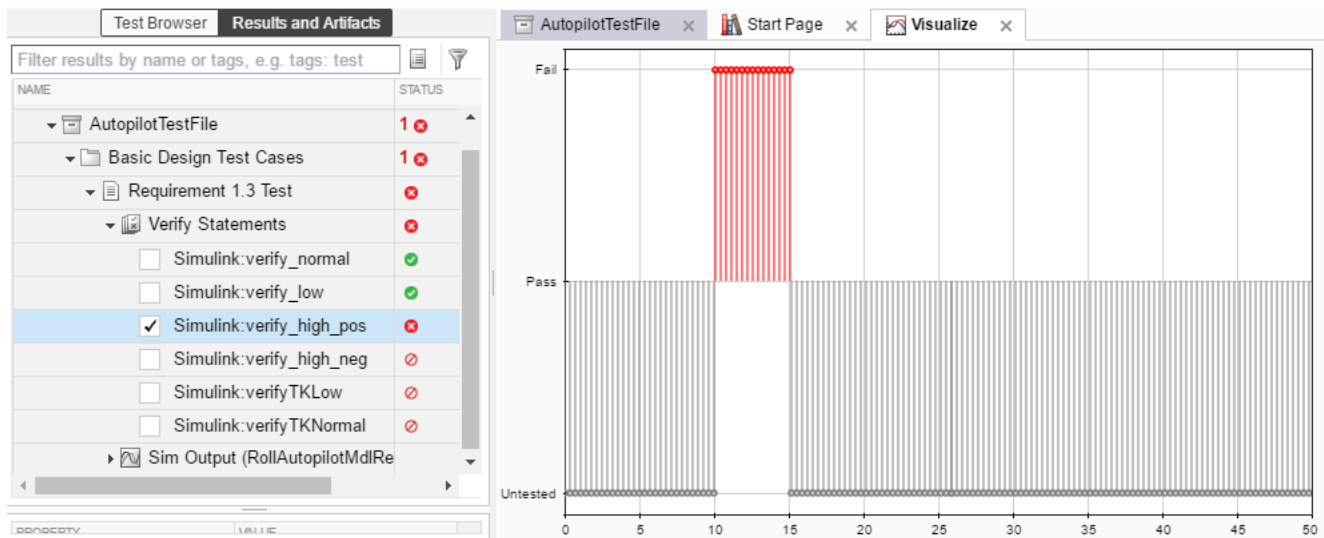 Test Browser Results and Artifacts
Filter results by name or tags, e.g. tags: test
NAME STATUS
AutopilotTestFile 1
Basic Design Test Cases 1
Requirement 1.3 Test
Verify Statements
Simulink:verify_normal
Simulink:verify_low
Simulink:verify_high_pos
Simulink:verify_high_neg
Simulink:verifyTKLow
Simulink:verifyTKNormal
Sim Output (RollAutopilotMdlRe
PROPERTY VALUE
AutopilotTestFile Start Page Visualize
Fail
Pass
Untested
0 5 10 15 20 25 30 35 40 45 50